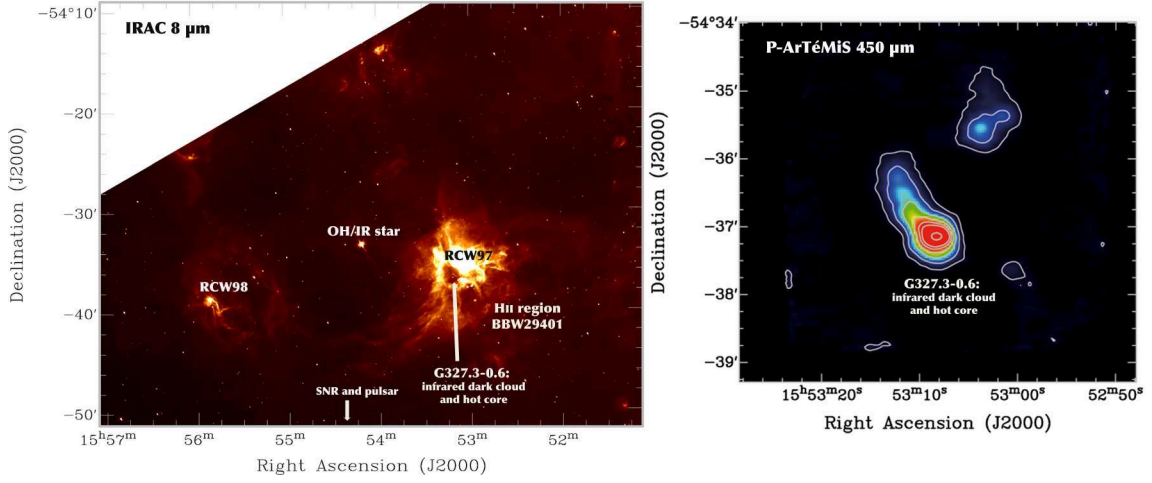 IRAC 8 µm
Declination (J2000)
−54°10′
−20′
−30′
−40′
−50′
OH/IR star
RCW97
RCW98
HII region
BBW29401
G327.3-0.6:
infrared dark cloud
and hot core
SNR and pulsar
15ʰ57ᵐ 56ᵐ 55ᵐ 54ᵐ 53ᵐ 52ᵐ
Right Ascension (J2000)
P-ArTéMiS 450 µm
Declination (J2000)
−54°34′
−35′
−36′
−37′
−38′
−39′
G327.3-0.6:
infrared dark cloud
and hot core
15ʰ53ᵐ20ˢ 53ᵐ10ˢ 53ᵐ00ˢ 52ᵐ50ˢ
Right Ascension (J2000)